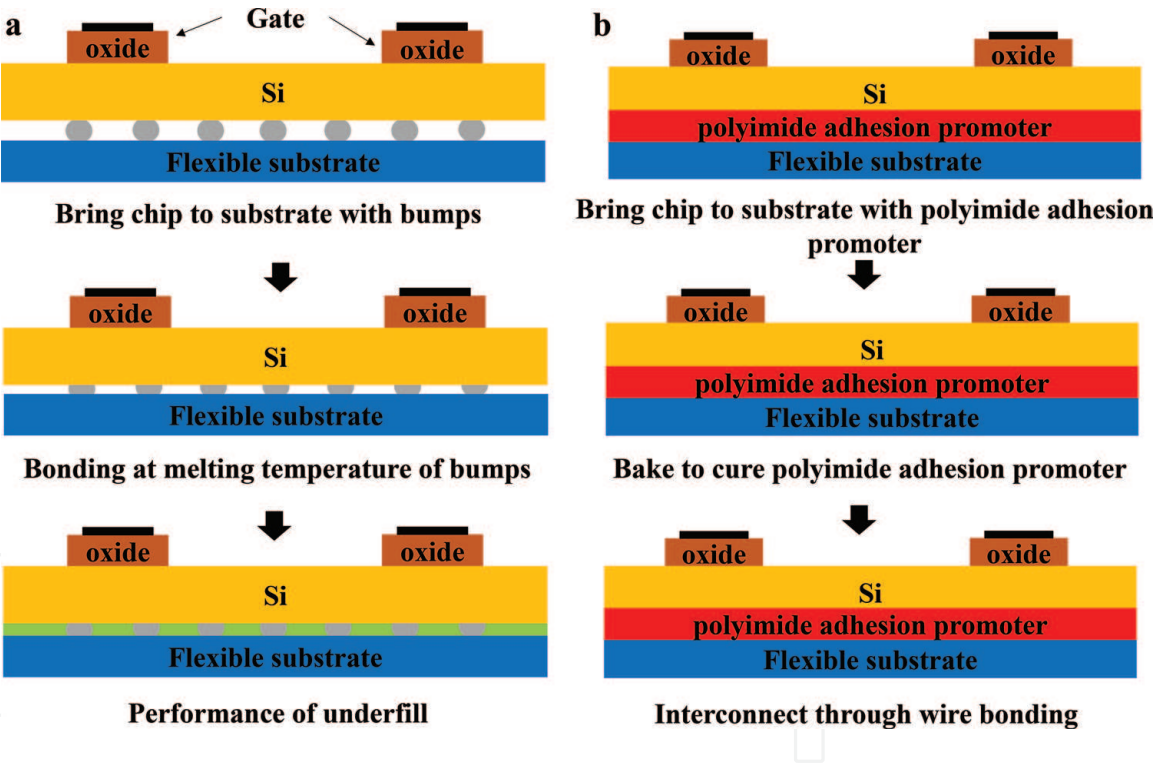 a
Gate
oxide
oxide
Si
Flexible substrate
Bring chip to substrate with bumps
oxide
oxide
Si
Flexible substrate
Bonding at melting temperature of bumps
oxide
oxide
Si
Flexible substrate
Performance of underfill
b
oxide
oxide
Si
polyimide adhesion promoter
Flexible substrate
Bring chip to substrate with polyimide adhesion
promoter
oxide
oxide
Si
polyimide adhesion promoter
Flexible substrate
Bake to cure polyimide adhesion promoter
oxide
oxide
Si
polyimide adhesion promoter
Flexible substrate
Interconnect through wire bonding